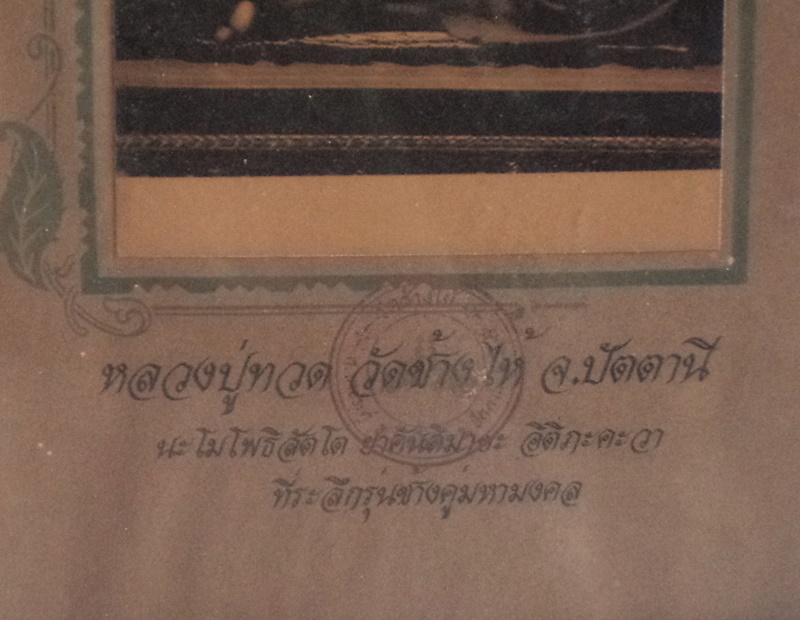 หลวงปู่ทวด วัดช้างไห้ จ.ปัตตานี
นะโมโพธิสัตโต อาคันติมายะ อิติภะคะวา
ที่ระลึกรุ่นช้างคู่มหามงคล